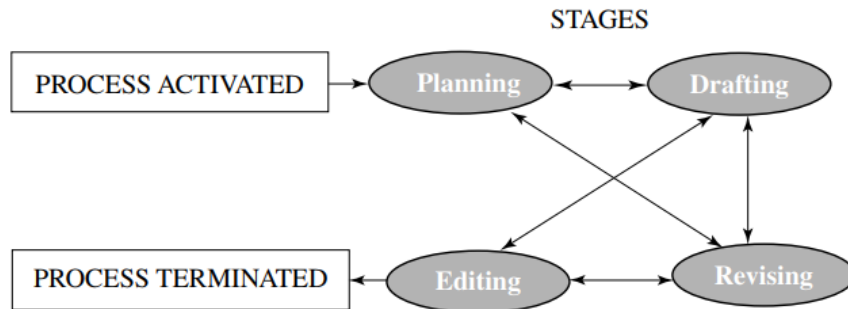 STAGES
PROCESS ACTIVATED
Planning
Drafting
PROCESS TERMINATED
Editing
Revising